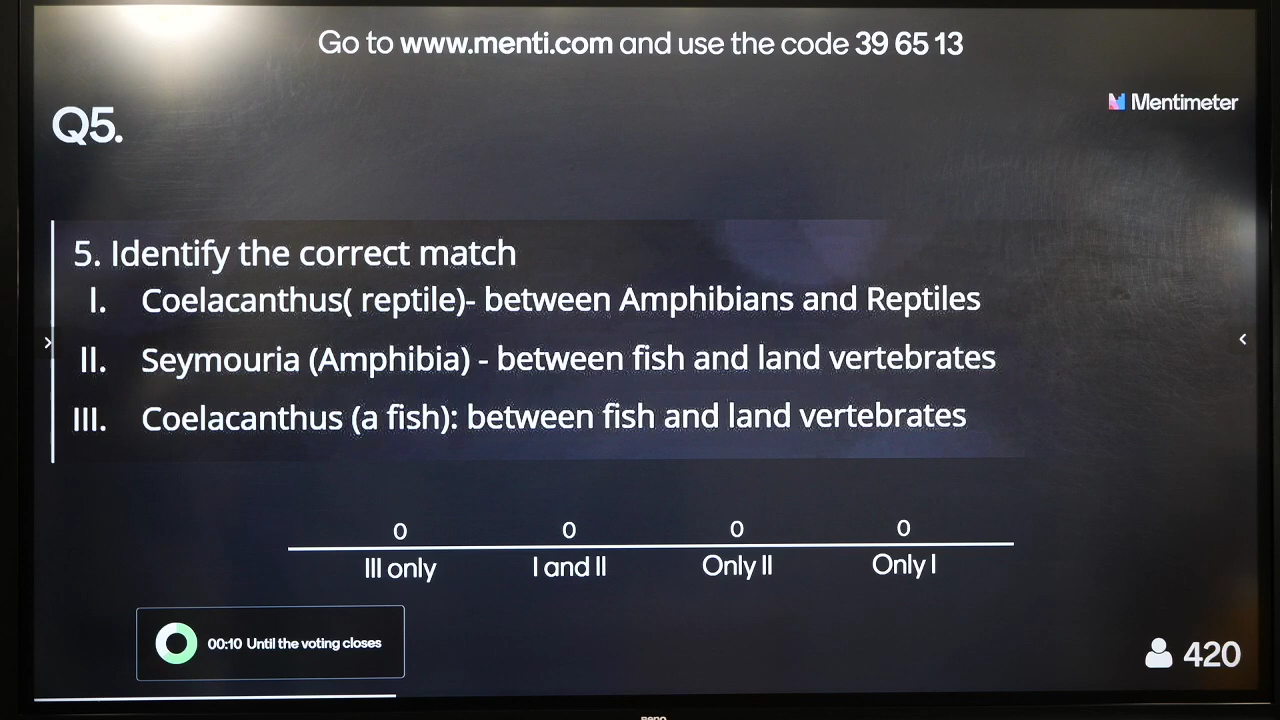 Go to www.menti.com and use the code 39 65 13
Mentimeter
Q5.
5. Identify the correct match
I. Coelacanthus( reptile)- between Amphibians and Reptiles
II. Seymouria (Amphibia) - between fish and land vertebrates
III. Coelacanthus (a fish): between fish and land vertebrates
0 0 0 0
III only I and II Only II Only I
00:10 Until the voting closes
420